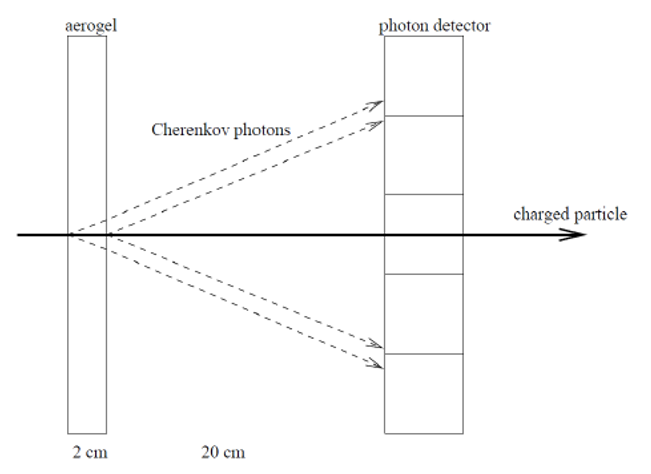 aerogel
photon detector
Cherenkov photons
charged particle
2 cm
20 cm